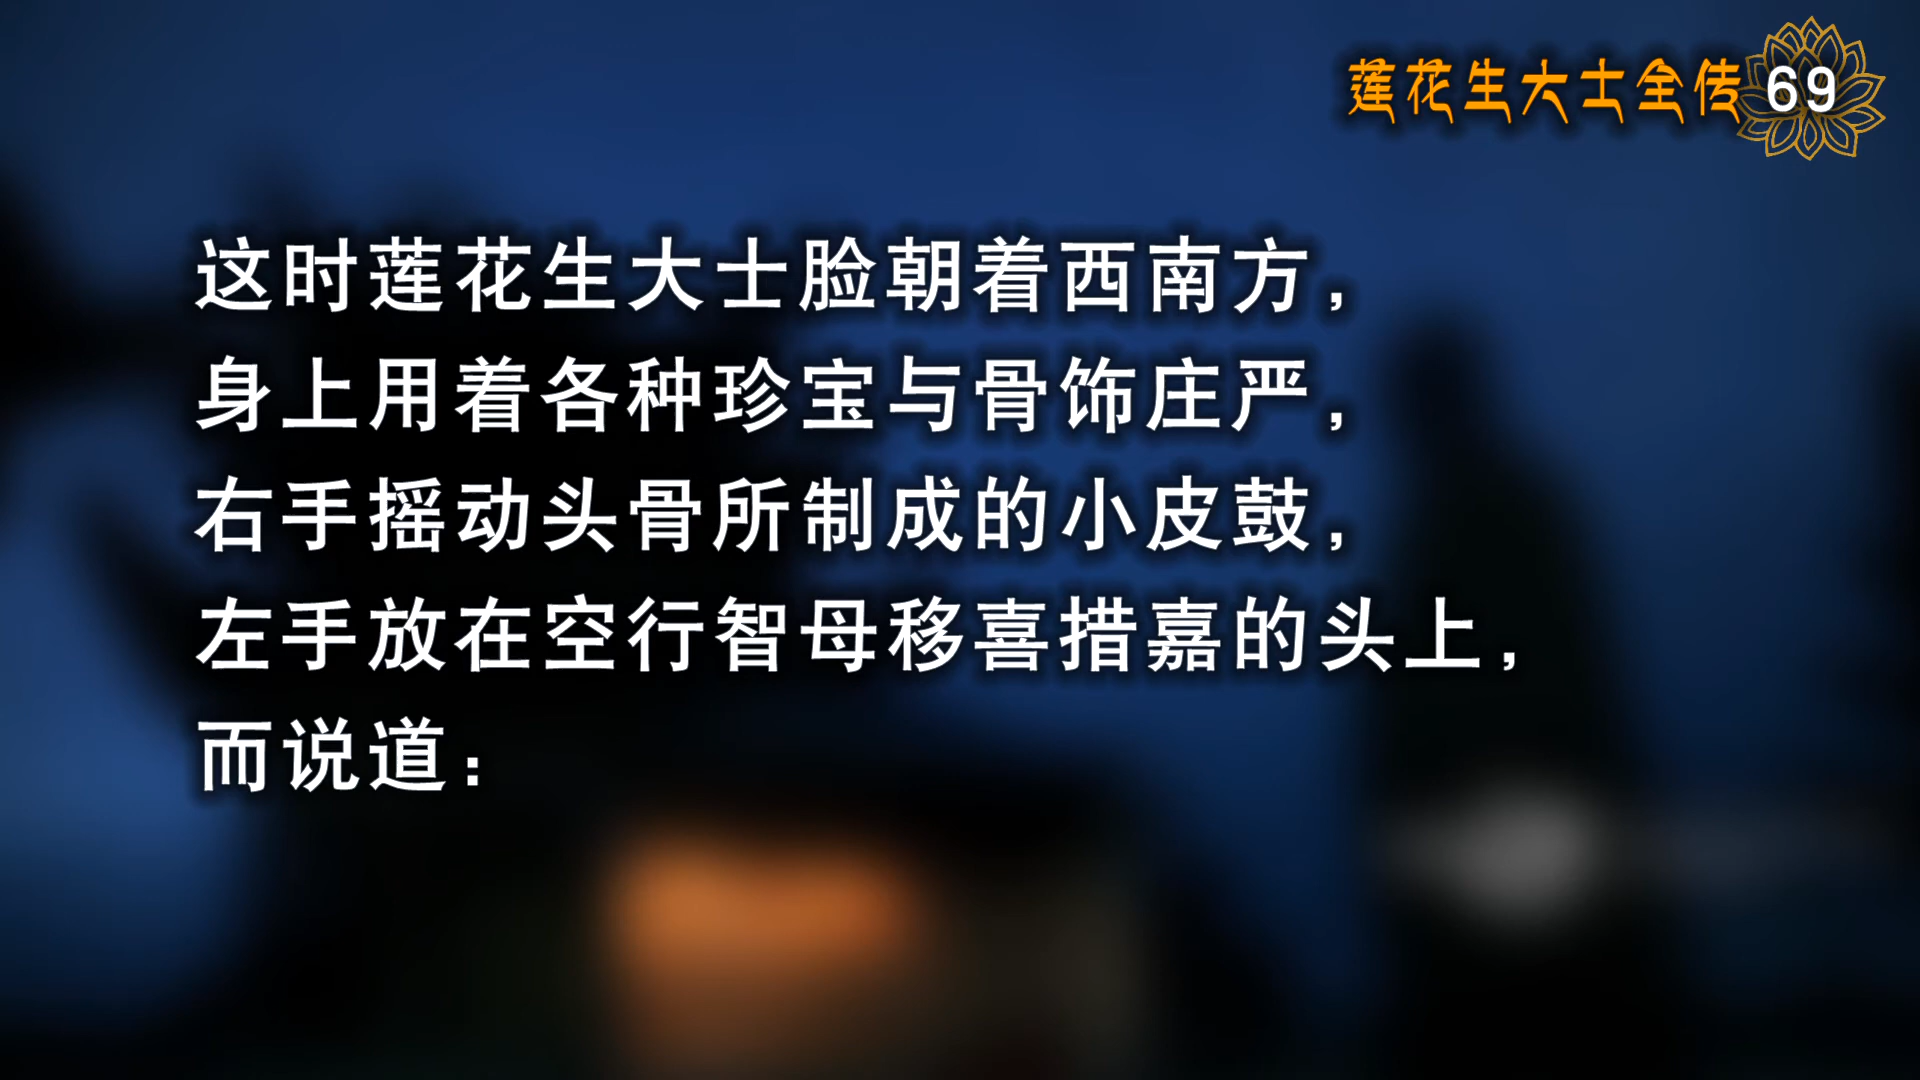 莲花生大士全传 69
这时莲花生大士脸朝着西南方，
身上用着各种珍宝与骨饰庄严，
右手摇动头骨所制成的小皮鼓，
左手放在空行智母移喜措嘉的头上，
而说道：